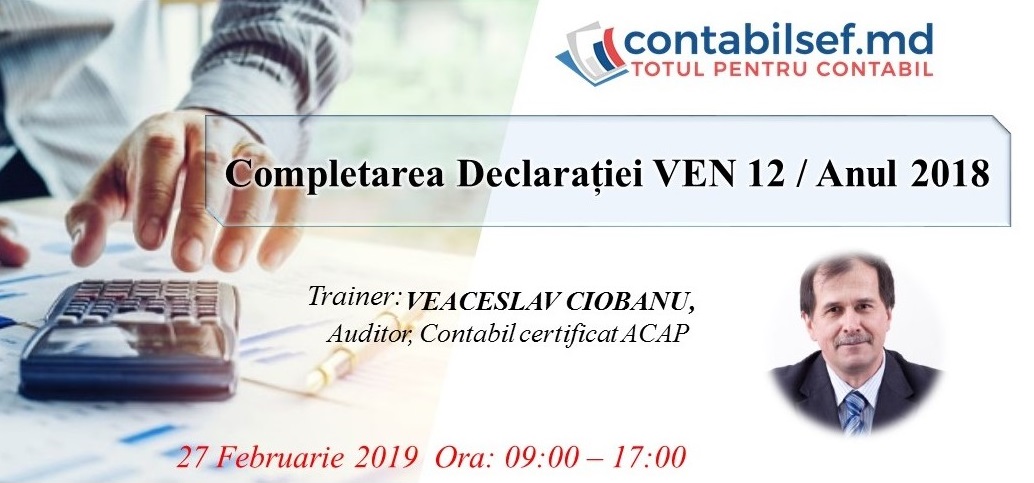 contabilsef.md
TOTUL PENTRU CONTABIL
Completarea Declarației VEN 12 / Anul 2018
Trainer: VEACESLAV CIOBANU,
Auditor, Contabil certificat ACAP
27 Februarie 2019 Ora: 09:00 – 17:00